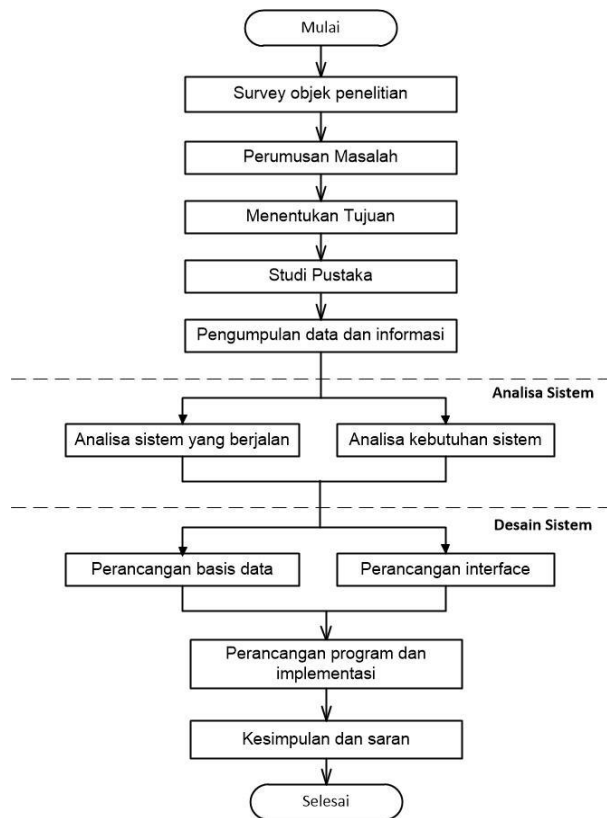 Mulai
Survey objek penelitian
Perumusan Masalah
Menentukan Tujuan
Studi Pustaka
Pengumpulan data dan informasi
Analisa Sistem
Analisa sistem yang berjalan
Analisa kebutuhan sistem
Desain Sistem
Perancangan basis data
Perancangan interface
Perancangan program dan
implementasi
Kesimpulan dan saran
Selesai